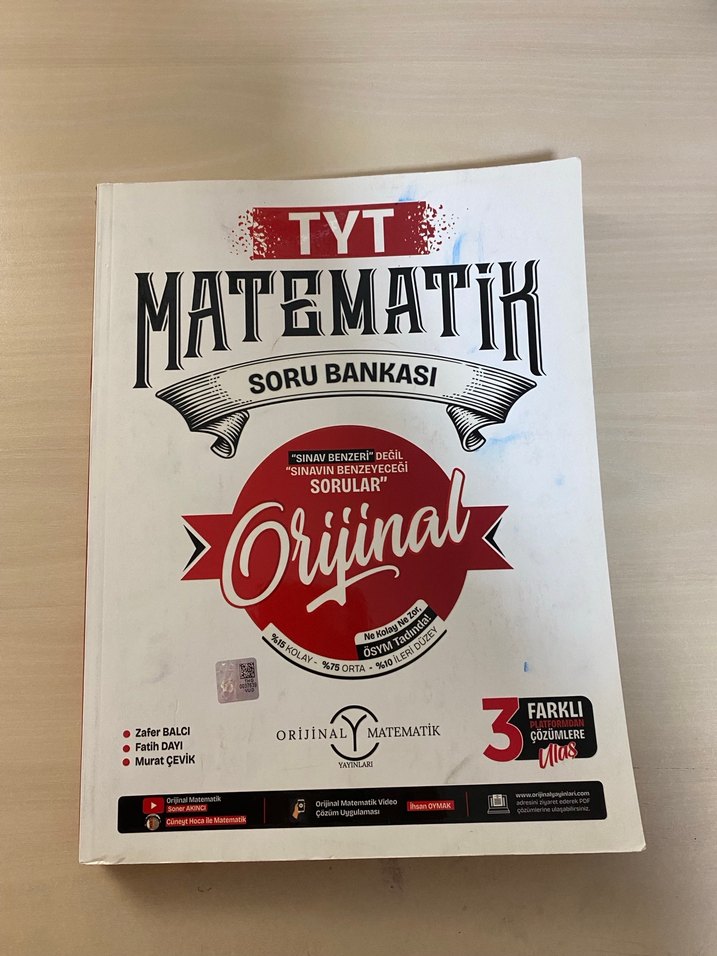 TYT
MATEMATİK
SORU BANKASI
"SINAV BENZERİ" DEĞİL
"SINAVIN BENZEYECEĞİ
SORULAR"
Orijinal
Ne Kolay Ne Zor,
ÖSYM Tadında!
%15 KOLAY - %75 ORTA - %10 İLERİ DÜZEY
Zafer BALCI
Fatih DAYI
Murat ÇEVİK
ORİJİNAL MATEMATİK
YAYINLARI
3 FARKLI
PLATFORMDAN
ÇÖZÜMLERE
Ulaş
Orijinal Matematik
Soner AKINCI
Cüneyt Hoca ile Matematik
Orijinal Matematik Video
Çözüm Uygulaması
İhsan OYMAK
www.orijinalyayinlari.com
adresini ziyaret ederek PDF
çözümlerine ulaşabilirsiniz.